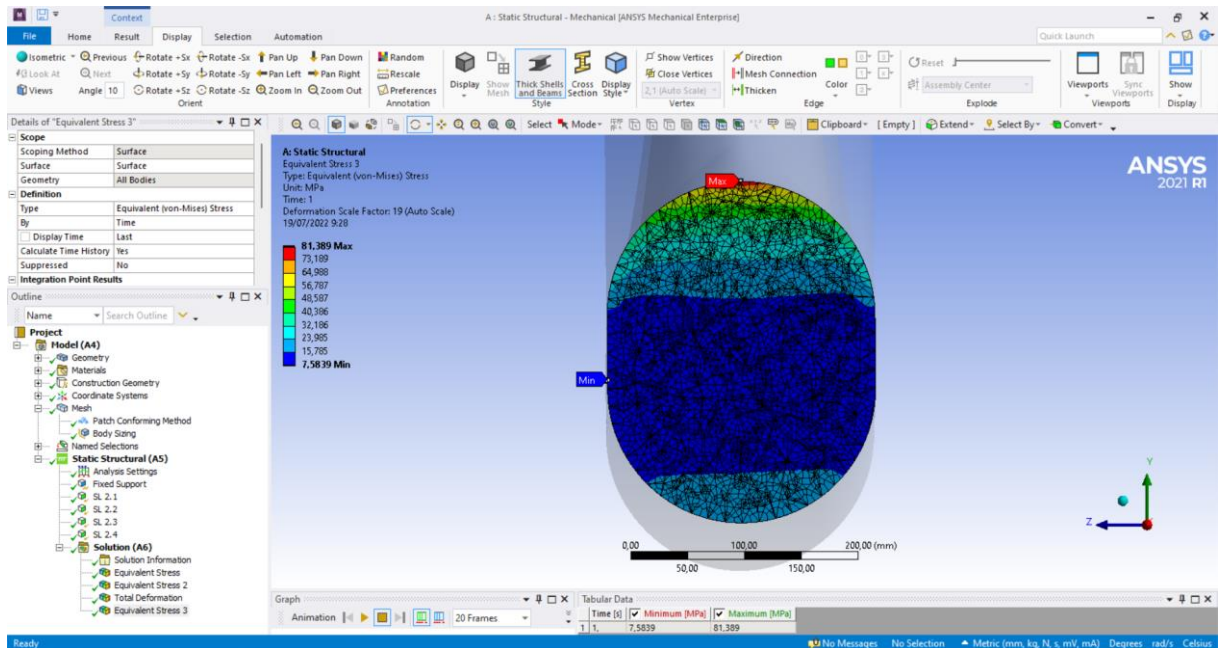 Context
A : Static Structural - Mechanical [ANSYS Mechanical Enterprise]
File Home Result Display Selection Automation
Quick Launch
Isometric Previous Rotate +Sx Rotate -Sx Pan Up Pan Down
Look At Next Rotate +Sy Rotate -Sy Pan Left Pan Right
Views Angle 10 Rotate +Sz Rotate -Sz Zoom In Zoom Out
Orient
Random
Rescale
Preferences
Annotation
Display Show Mesh Thick Shells and Beams Cross Section Display Style
Style
Show Vertices
Close Vertices
2,1 (Auto Scale)
Vertex
Direction
Mesh Connection
Thicken
Color
Edge
Reset
Assembly Center
Explode
Viewports Sync Viewports
Viewports
Show
Display
Details of "Equivalent Stress 3"
Select Mode Clipboard [ Empty ] Extend Select By Convert
Scope
Scoping Method Surface
Surface Surface
Geometry All Bodies
Definition
Type Equivalent (von-Mises) Stress
By Time
Display Time Last
Calculate Time History Yes
Suppressed No
Integration Point Results
Outline
Name Search Outline
Project
Model (A4)
Geometry
Materials
Construction Geometry
Coordinate Systems
Mesh
Patch Conforming Method
Body Sizing
Named Selections
Static Structural (A5)
Analysis Settings
Fixed Support
SL 2.1
SL 2.2
SL 2.3
SL 2.4
Solution (A6)
Solution Information
Equivalent Stress
Equivalent Stress 2
Total Deformation
Equivalent Stress 3
A: Static Structural
Equivalent Stress 3
Type: Equivalent (von-Mises) Stress
Unit: MPa
Time: 1
Deformation Scale Factor: 19 (Auto Scale)
19/07/2022 9:28
81,389 Max
73,189
64,988
56,787
48,587
40,386
32,186
23,985
15,785
7,5839 Min
Max
Min
ANSYS
2021 R1
Y
Z
0,00 100,00 200,00 (mm)
50,00 150,00
Graph
Animation 20 Frames
Tabular Data
Time [s] Minimum [MPa] Maximum [MPa]
1 1, 7,5839 81,389
Ready No Messages No Selection Metric (mm, kg, N, s, mV, mA) Degrees rad/s Celsius